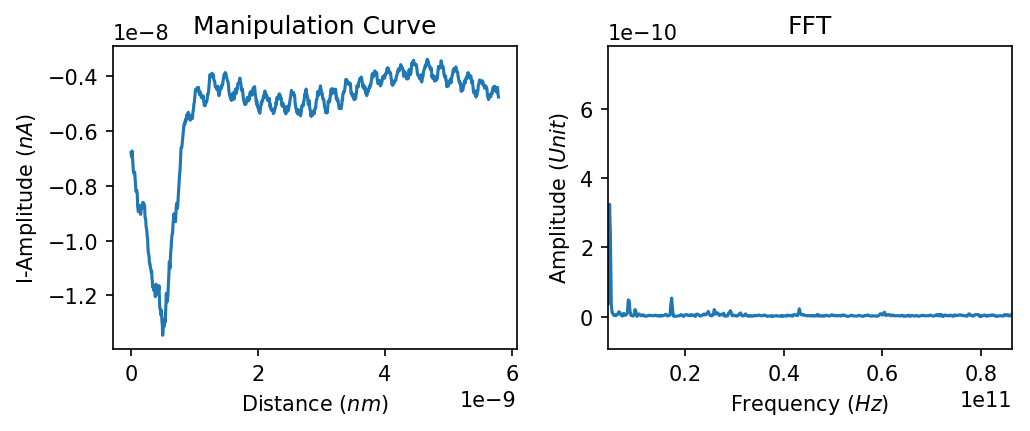 Manipulation Curve
1e−8
−0.4
−0.6
−0.8
−1.0
−1.2
I-Amplitude (nA)
0
2
4
6
Distance (nm)
1e−9
FFT
1e−10
6
4
2
0
Amplitude (Unit)
0.2
0.4
0.6
0.8
Frequency (Hz)
1e11